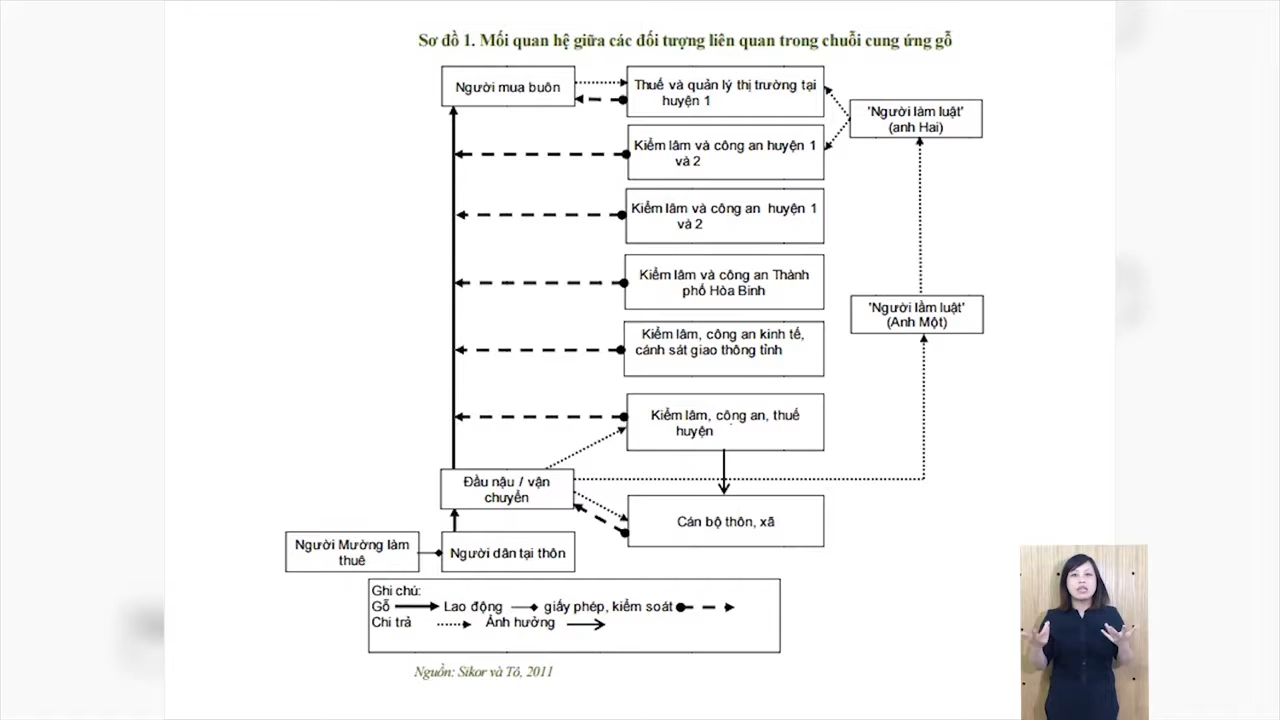 Sơ đồ 1. Mối quan hệ giữa các đối tượng liên quan trong chuỗi cung ứng gỗ
Người mua buôn
Thuế và quản lý thị trường tại
huyện 1
'Người làm luật'
(anh Hai)
Kiểm lâm và công an huyện 1
và 2
Kiểm lâm và công an huyện 1
và 2
Kiểm lâm và công an Thành
phố Hòa Bình
'Người lầm luật'
(Anh Một)
Kiểm lâm, công an kinh tế,
cánh sát giao thông tỉnh
Kiểm lâm, công an, thuế
huyện
Đầu nậu / vận
chuyển
Cán bộ thôn, xã
Người Mường làm
thuê
Người dân tại thôn
Ghi chú:
Gỗ Lao động giấy phép, kiểm soát
Chi trả Ảnh hưởng
Nguồn: Sikor và Tô, 2011